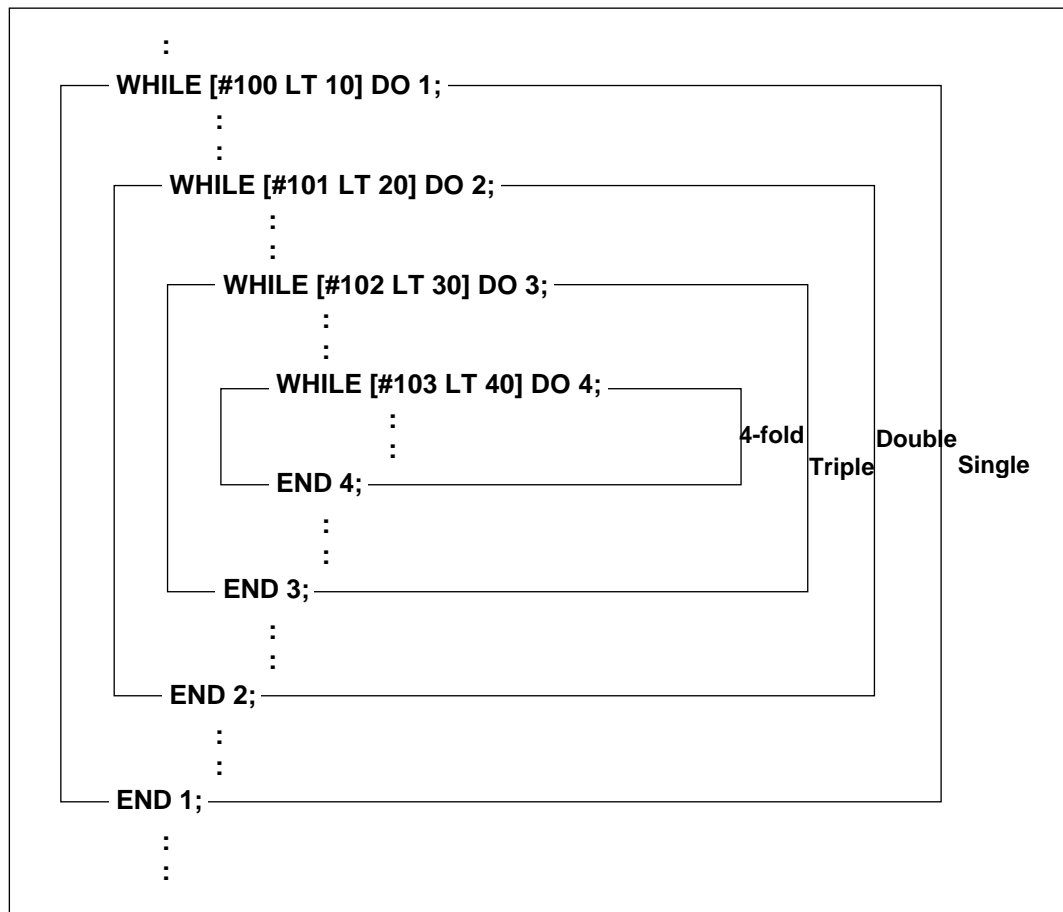 :
WHILE [#100 LT 10] DO 1;
:
:
WHILE [#101 LT 20] DO 2;
:
:
WHILE [#102 LT 30] DO 3;
:
:
WHILE [#103 LT 40] DO 4;
:
:
4-fold
Double
Triple
Single
END 4;
:
:
END 3;
:
:
END 2;
:
:
END 1;
:
: